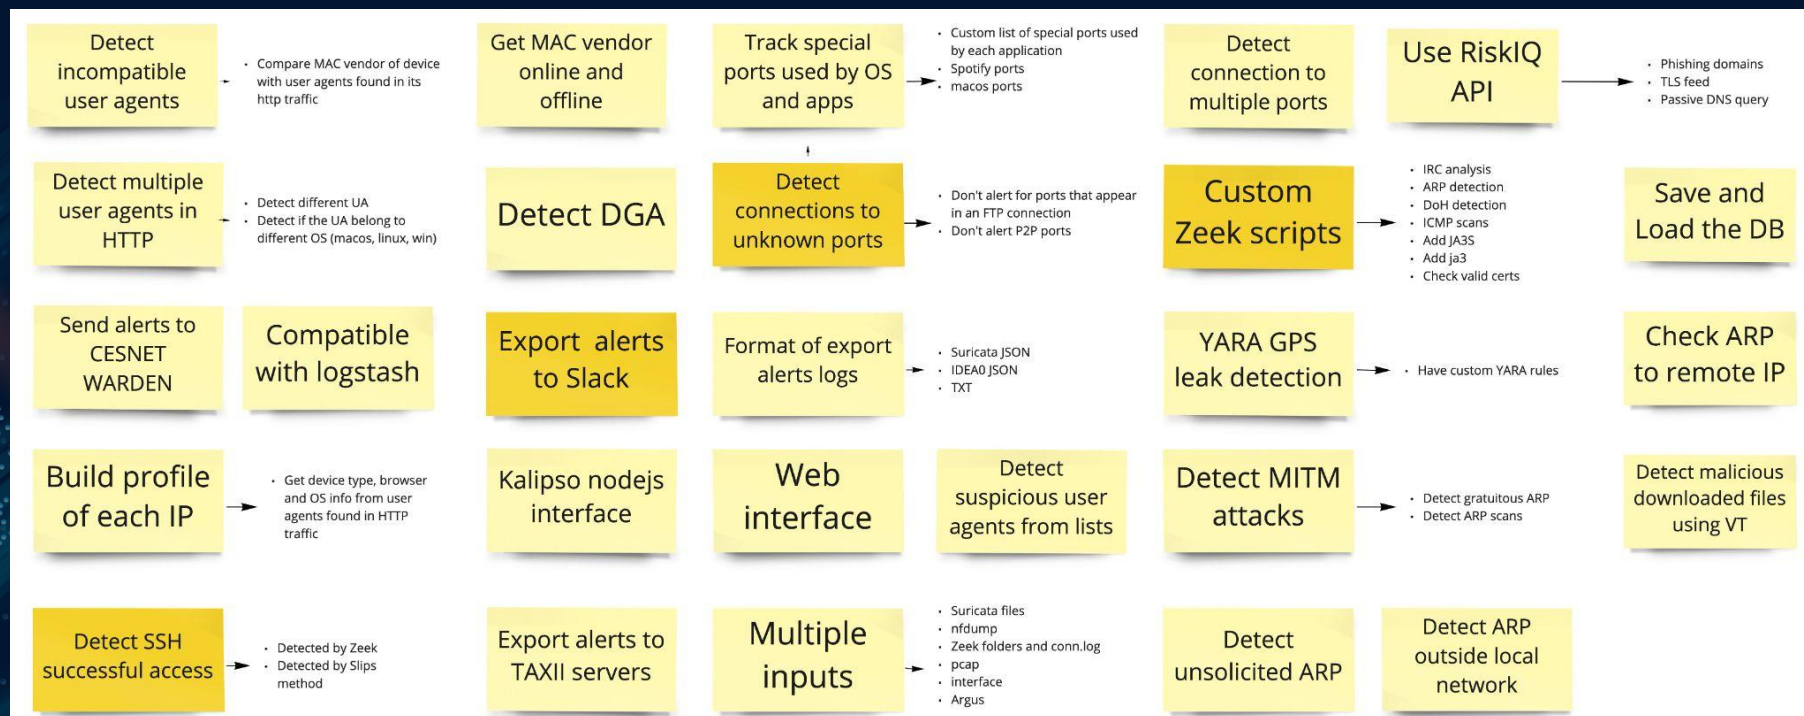 Detect
incompatible
user agents
· Compare MAC vendor of device
with user agents found in its
http traffic
Get MAC vendor
online and
offline
Track special
ports used by OS
and apps
· Custom list of special ports used
by each application
· Spotify ports
· macos ports
Detect
connection to
multiple ports
Use RiskIQ
API
· Phishing domains
· TLS feed
· Passive DNS query
Detect multiple
user agents in
HTTP
· Detect different UA
· Detect if the UA belong to
different OS (macos, linux, win)
Detect DGA
Detect
connections to
unknown ports
· Don't alert for ports that appear
in an FTP connection
· Don't alert P2P ports
Custom
Zeek scripts
· IRC analysis
· ARP detection
· DoH detection
· ICMP scans
· Add JA3S
· Add ja3
· Check valid certs
Save and
Load the DB
Send alerts to
CESNET
WARDEN
Compatible
with logstash
Export alerts
to Slack
Format of export
alerts logs
· Suricata JSON
· IDEA0 JSON
· TXT
YARA GPS
leak detection
· Have custom YARA rules
Check ARP
to remote IP
Build profile
of each IP
· Get device type, browser
and OS info from user
agents found in HTTP
traffic
Kalipso nodejs
interface
Web
interface
Detect
suspicious user
agents from lists
Detect MITM
attacks
· Detect gratuitous ARP
· Detect ARP scans
Detect malicious
downloaded files
using VT
Detect SSH
successful access
· Detected by Zeek
· Detected by Slips
method
Export alerts to
TAXII servers
Multiple
inputs
· Suricata files
· nfdump
· Zeek folders and conn.log
· pcap
· interface
· Argus
Detect
unsolicited ARP
Detect ARP
outside local
network